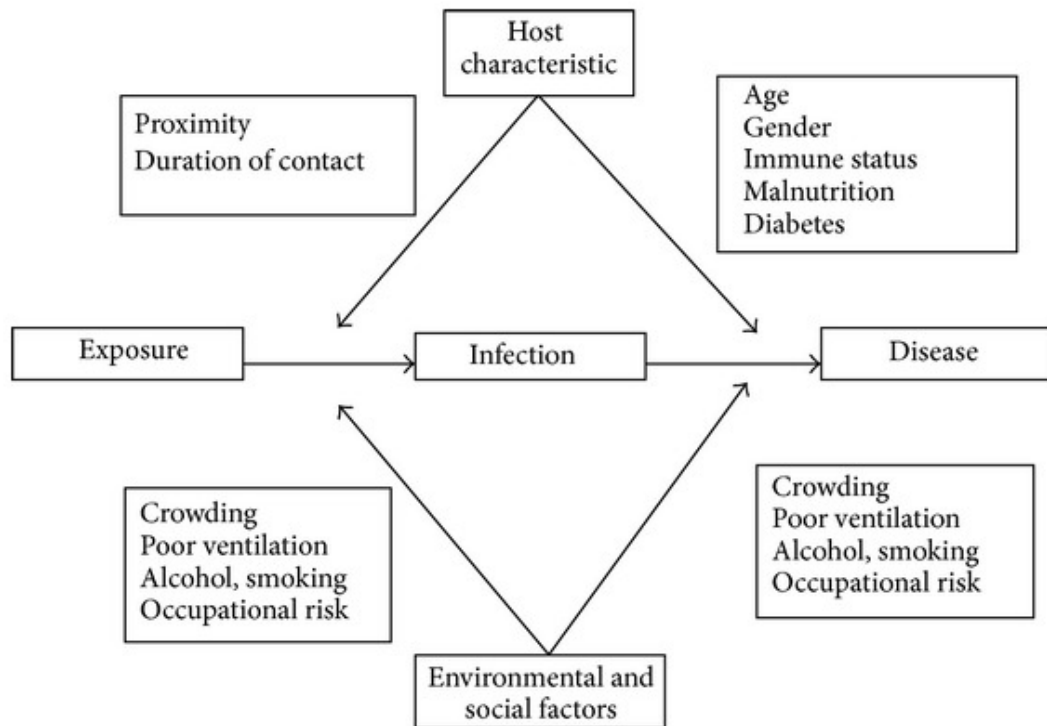 Host
characteristic
Proximity
Duration of contact
Age
Gender
Immune status
Malnutrition
Diabetes
Exposure
Infection
Disease
Crowding
Poor ventilation
Alcohol, smoking
Occupational risk
Crowding
Poor ventilation
Alcohol, smoking
Occupational risk
Environmental and
social factors